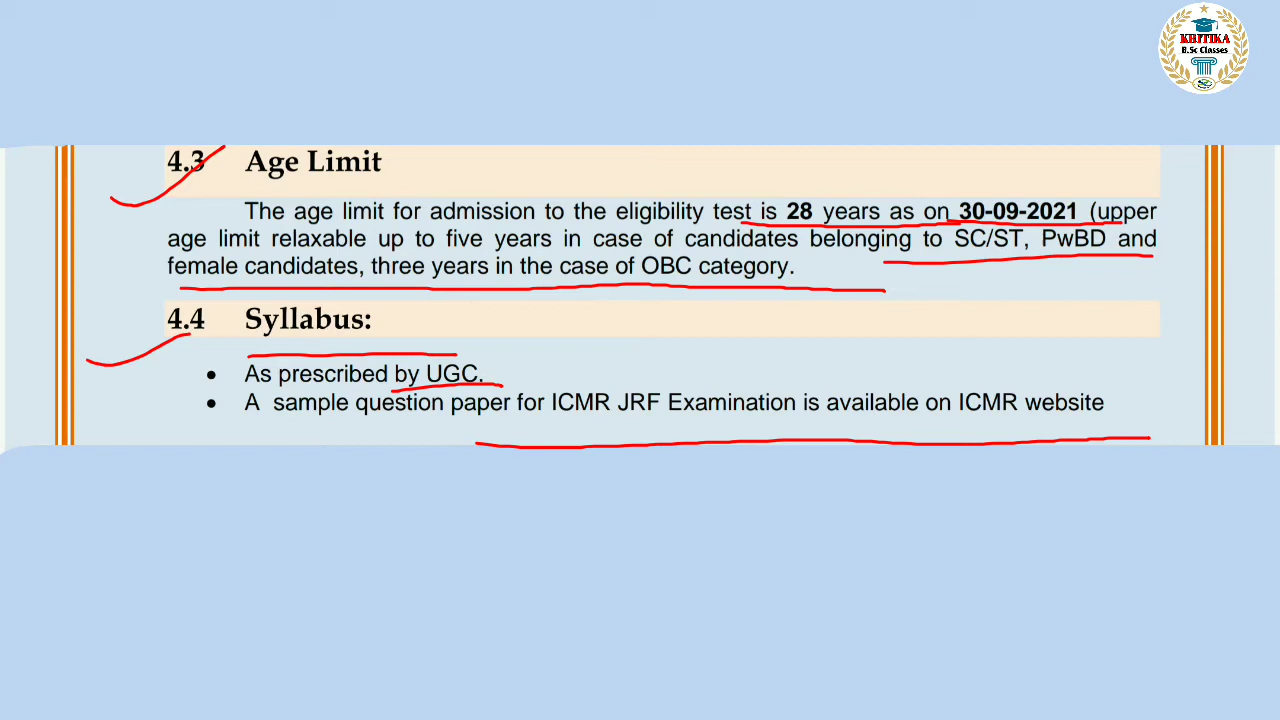 KRITIKA
B.Sc Classes
4.3 Age Limit
The age limit for admission to the eligibility test is 28 years as on 30-09-2021 (upper
age limit relaxable up to five years in case of candidates belonging to SC/ST, PwBD and
female candidates, three years in the case of OBC category.
4.4 Syllabus:
• As prescribed by UGC.
• A sample question paper for ICMR JRF Examination is available on ICMR website